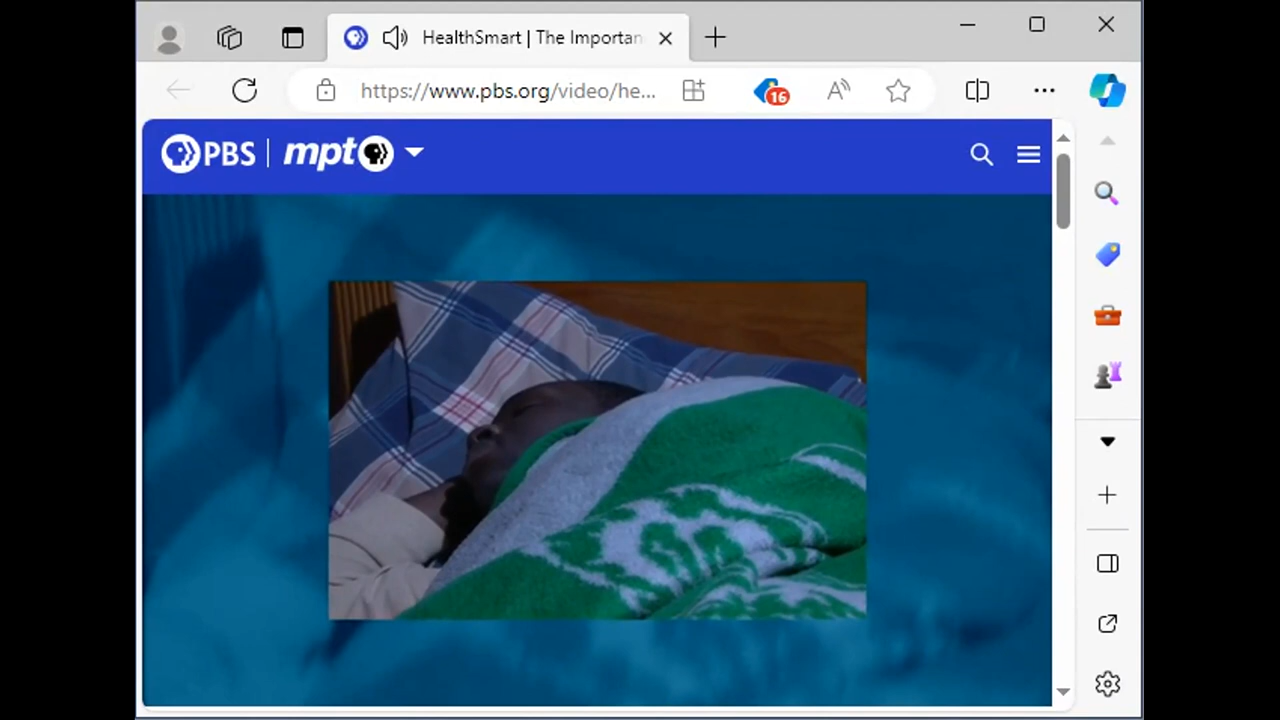 HealthSmart | The Importan
https://www.pbs.org/video/he...
16
A
PBS | mpt